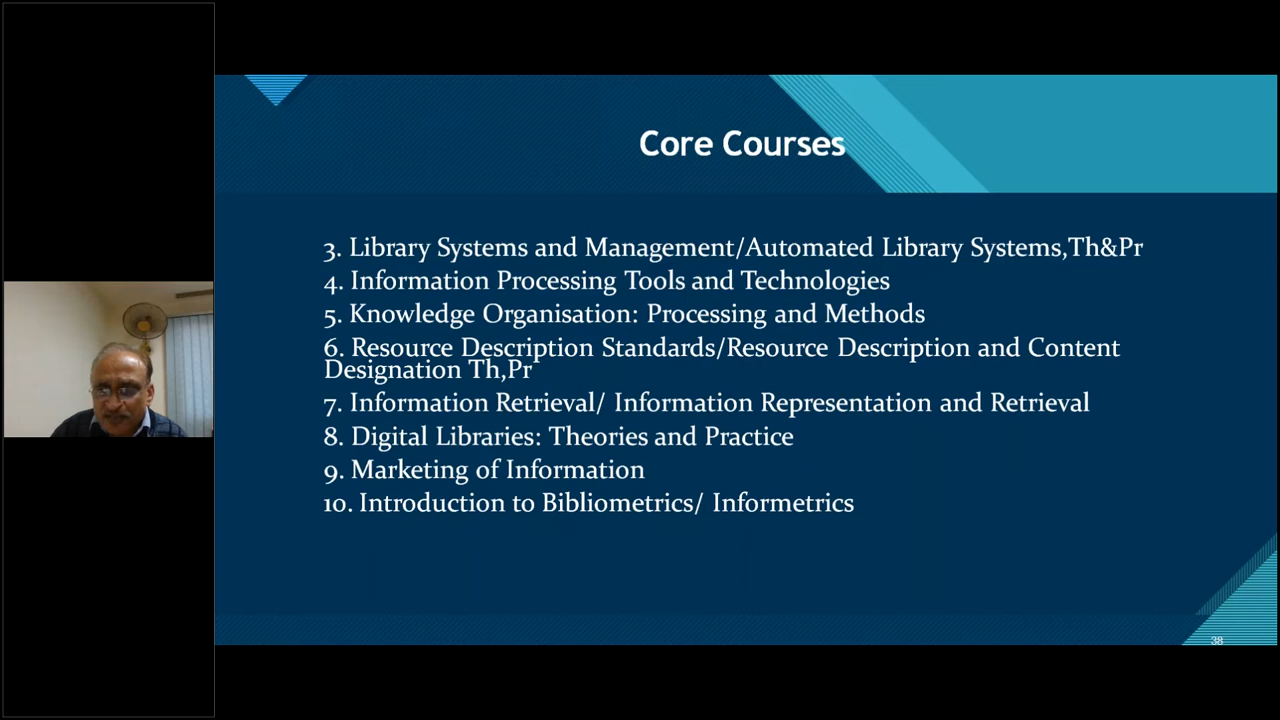 Core Courses
3. Library Systems and Management/Automated Library Systems,Th&Pr
4. Information Processing Tools and Technologies
5. Knowledge Organisation: Processing and Methods
6. Resource Description Standards/Resource Description and Content
Designation Th,Pr
7. Information Retrieval/ Information Representation and Retrieval
8. Digital Libraries: Theories and Practice
9. Marketing of Information
10. Introduction to Bibliometrics/ Informetrics
38